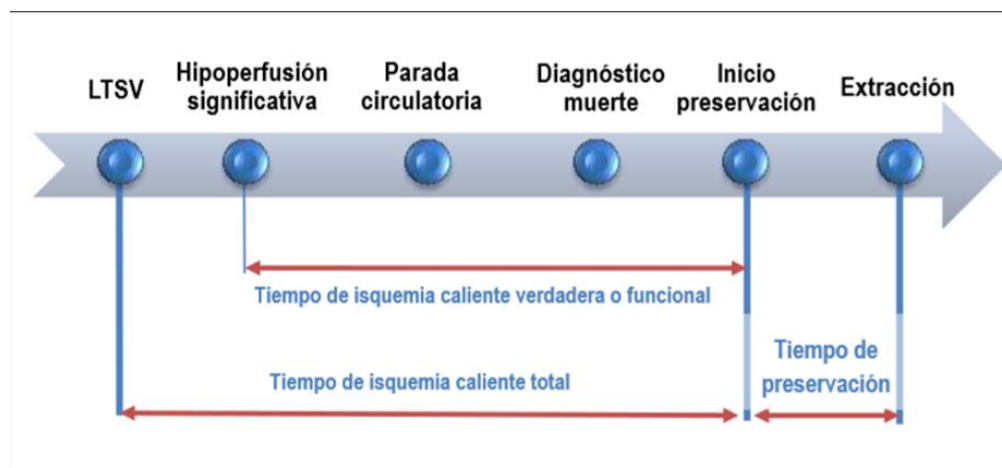 LTSV
Hipoperfusión
significativa
Parada
circulatoria
Diagnóstico
muerte
Inicio
preservación
Extracción
Tiempo de isquemia caliente verdadera o funcional
Tiempo de isquemia caliente total
Tiempo de
preservación